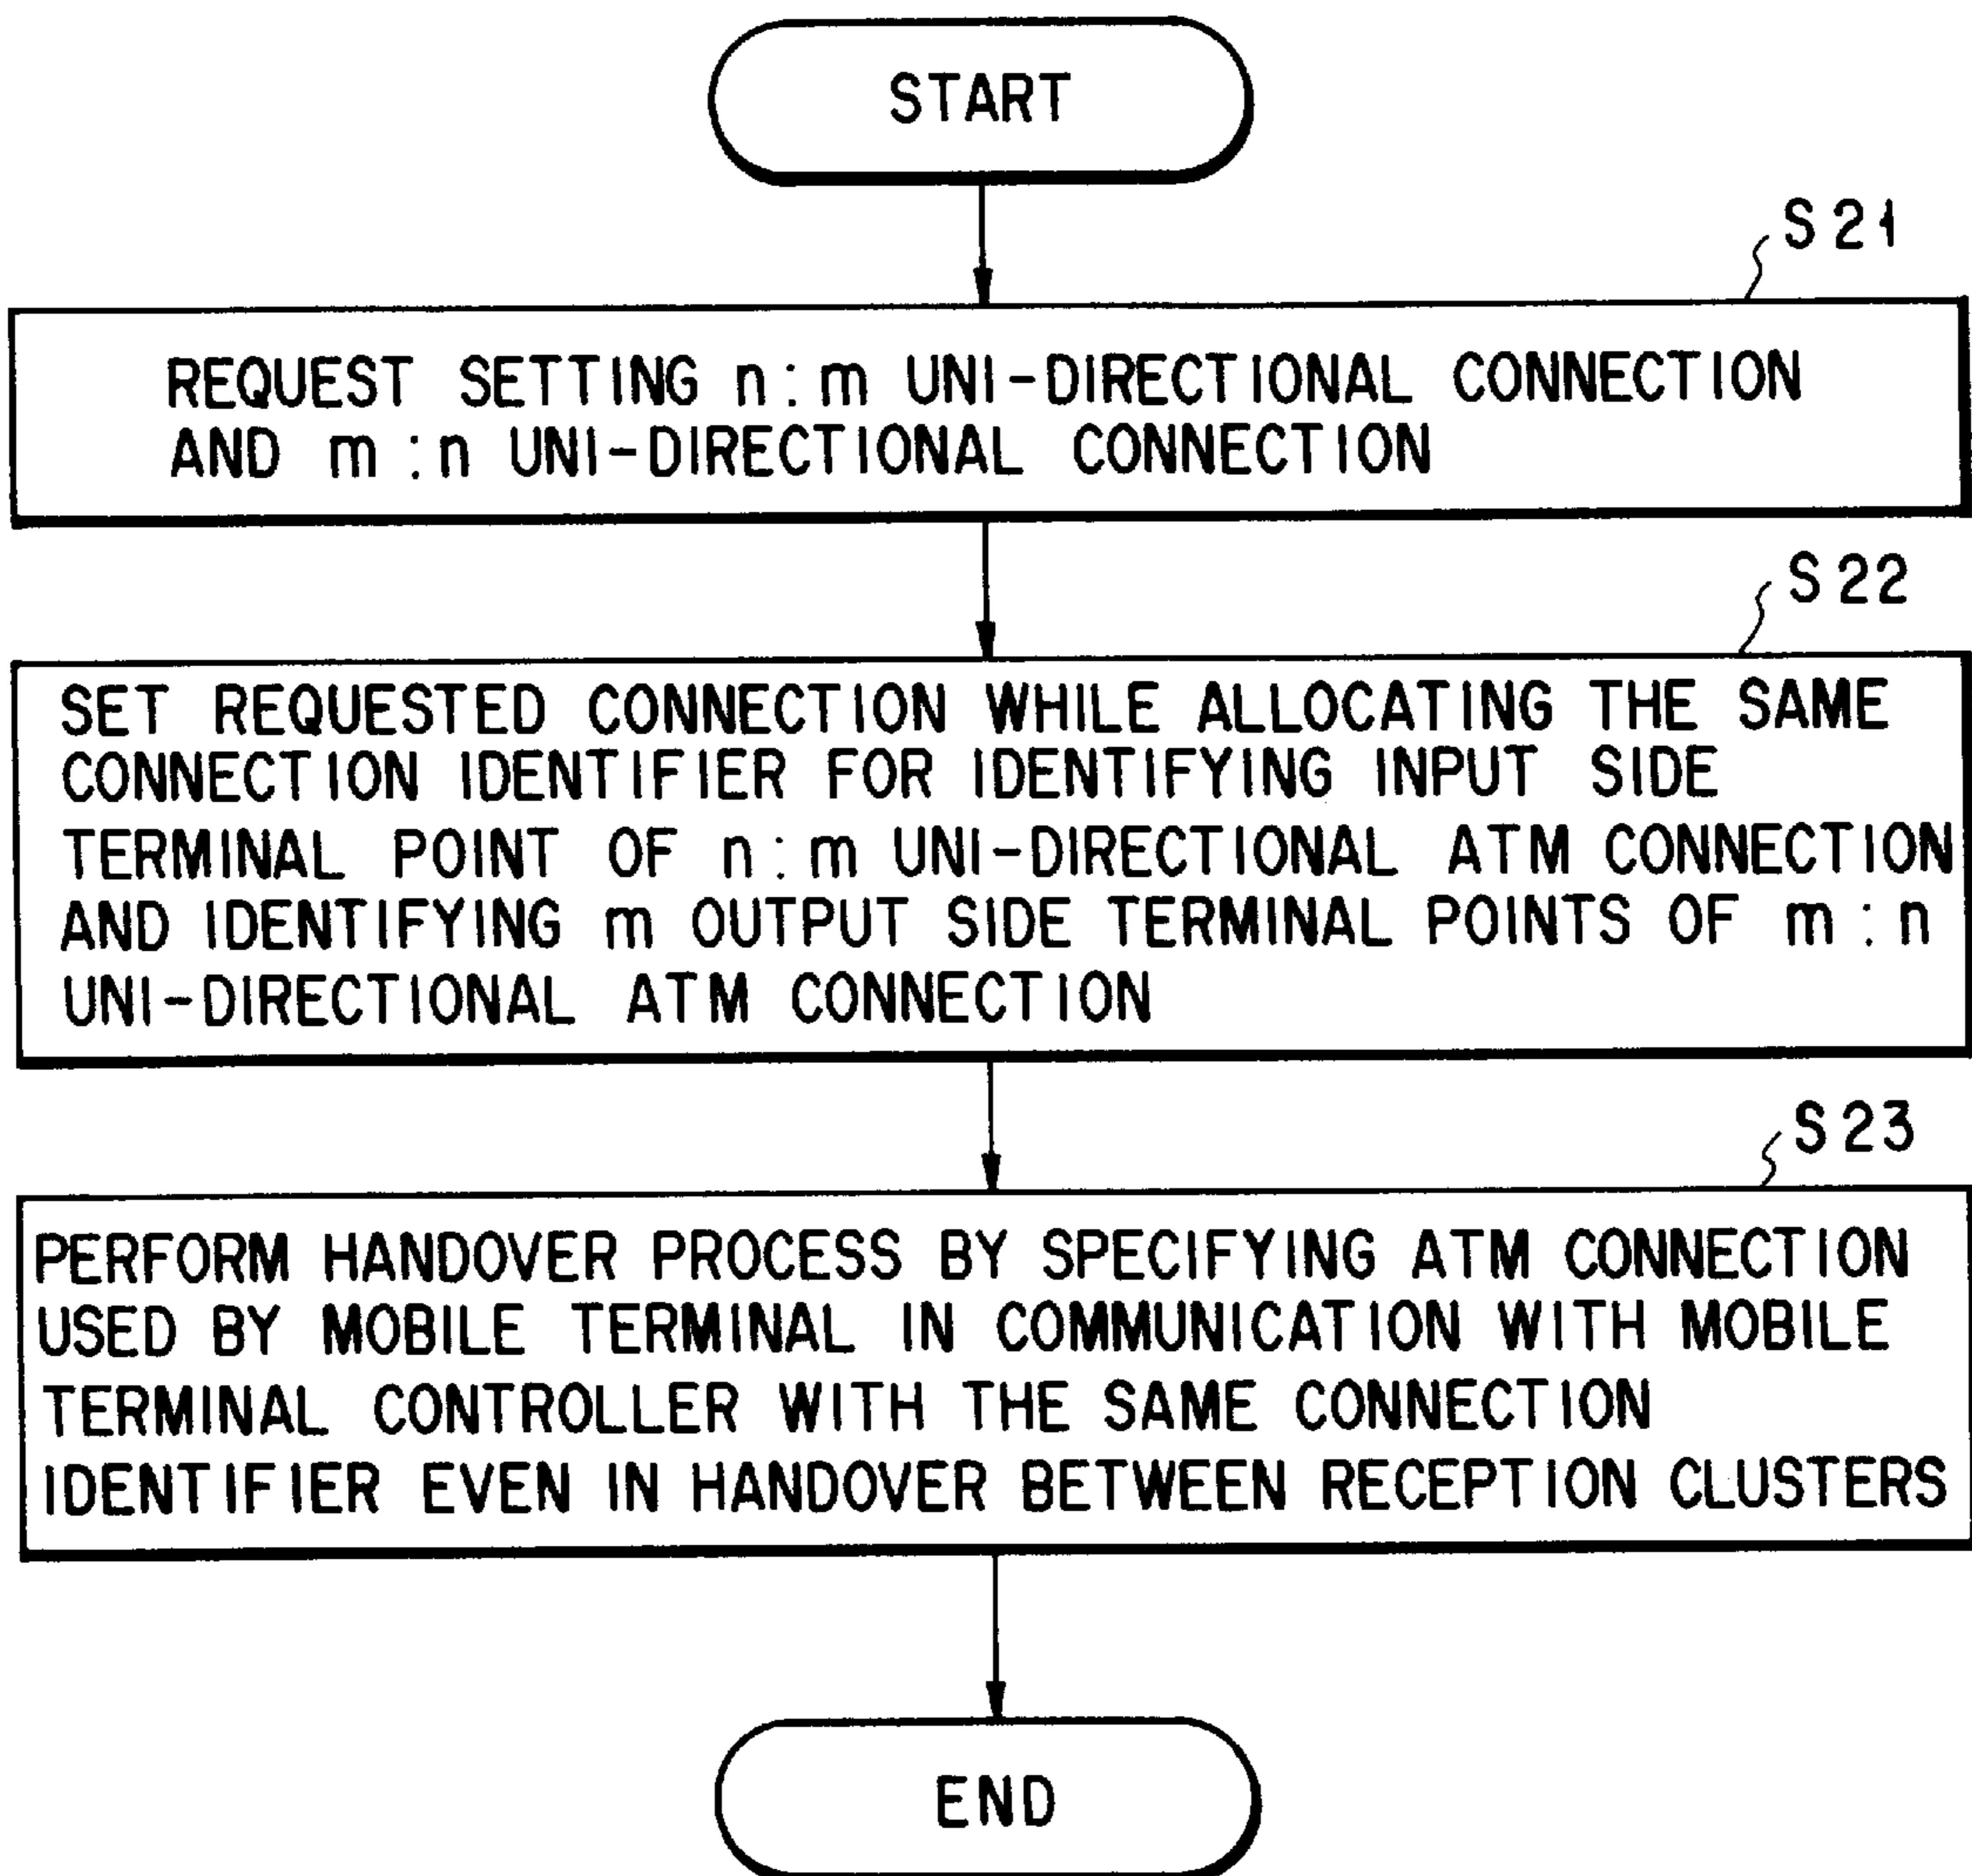 START
S21
REQUEST SETTING n:m UNI-DIRECTIONAL CONNECTION
AND m:n UNI-DIRECTIONAL CONNECTION
S22
SET REQUESTED CONNECTION WHILE ALLOCATING THE SAME
CONNECTION IDENTIFIER FOR IDENTIFYING INPUT SIDE
TERMINAL POINT OF n:m UNI-DIRECTIONAL ATM CONNECTION
AND IDENTIFYING m OUTPUT SIDE TERMINAL POINTS OF m:n
UNI-DIRECTIONAL ATM CONNECTION
S23
PERFORM HANDOVER PROCESS BY SPECIFYING ATM CONNECTION
USED BY MOBILE TERMINAL IN COMMUNICATION WITH MOBILE
TERMINAL CONTROLLER WITH THE SAME CONNECTION
IDENTIFIER EVEN IN HANDOVER BETWEEN RECEPTION CLUSTERS
END